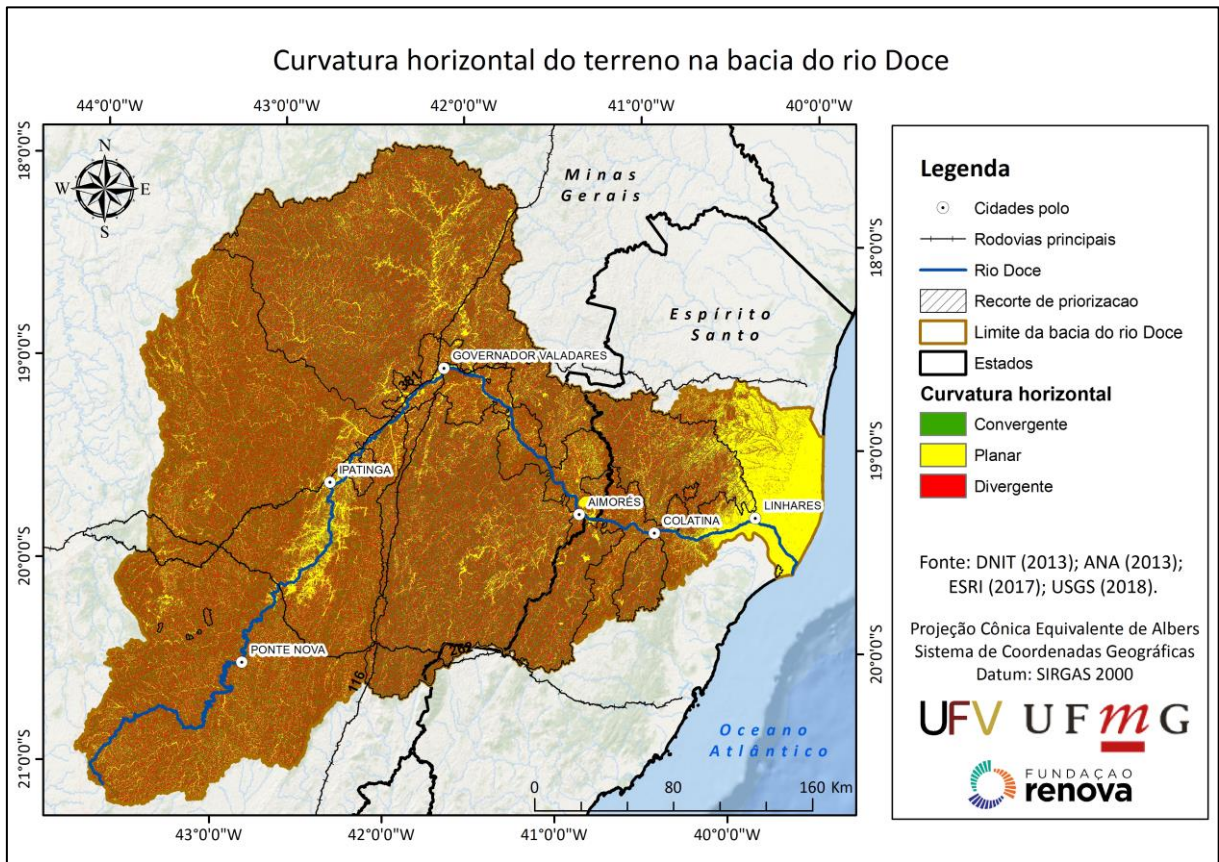 Curvatura horizontal do terreno na bacia do rio Doce
44°0'0"W 43°0'0"W 42°0'0"W 41°0'0"W 40°0'0"W
18°0'0"S
19°0'0"S
20°0'0"S
21°0'0"S
N
W E
S
Minas
Gerais
Espírito
Santo
GOVERNADOR VALADARES
381
IPATINGA
AIMORÉS
COLATINA
LINHARES
PONTE NOVA
116
262
Oceano
Atlântico
0 80 160 Km
18°0'0"S
19°0'0"S
20°0'0"S
43°0'0"W 42°0'0"W 41°0'0"W 40°0'0"W
Legenda
Cidades polo
Rodovias principais
Rio Doce
Recorte de priorizacao
Limite da bacia do rio Doce
Estados
Curvatura horizontal
Convergente
Planar
Divergente
Fonte: DNIT (2013); ANA (2013);
ESRI (2017); USGS (2018).
Projeção Cônica Equivalente de Albers
Sistema de Coordenadas Geográficas
Datum: SIRGAS 2000
UFV UFmG
FUNDAÇÃO
renova